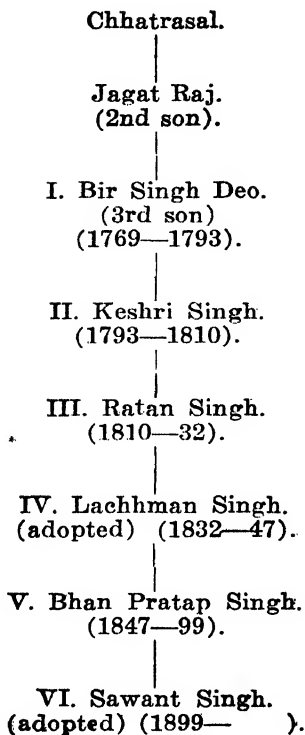 Chhatrasal.
Jagat Raj.
(2nd son).
I. Bir Singh Deo.
(3rd son)
(1769—1793).
II. Keshri Singh.
(1793—1810).
III. Ratan Singh.
(1810—32).
IV. Lachhman Singh.
(adopted) (1832—47).
V. Bhan Pratap Singh.
(1847—99).
VI. Sawant Singh.
(adopted) (1899— ).